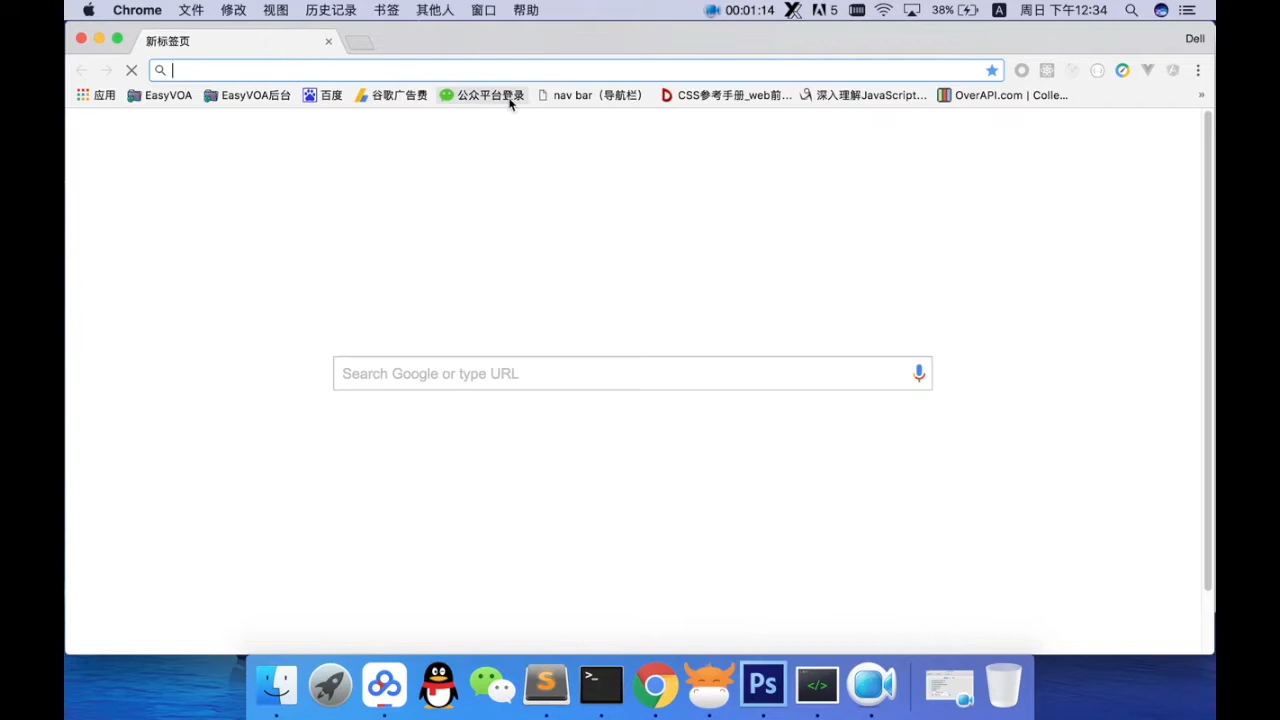 Chrome 文件 修改 视图 历史记录 书签 其他人 窗口 帮助 00:01:14 5 38% A 周日 下午12:34
新标签页 Dell
应用 EasyVOA EasyVOA后台 百度 谷歌广告费 公众平台登录 nav bar（导航栏） CSS参考手册_web前... 深入理解JavaScript... OverAPI.com | Colle... »
Search Google or type URL
S >_ Ps </>